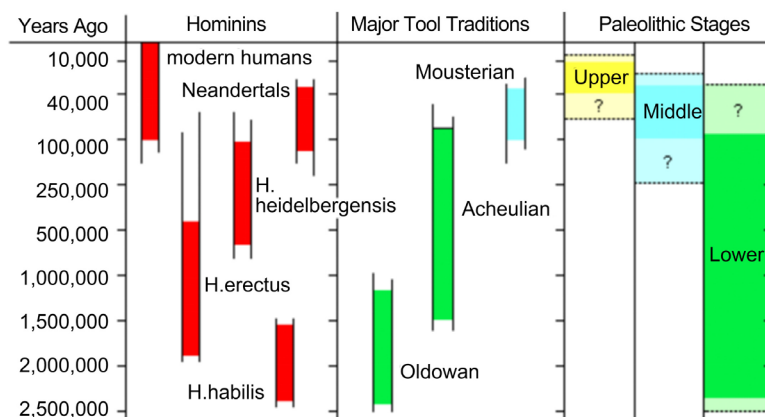 Years Ago Hominins Major Tool Traditions Paleolithic Stages
10,000
modern humans
Mousterian
Upper
Neandertals
40,000
?
Middle
?
100,000
?
250,000
H.
heidelbergensis
Acheulian
500,000
Lower
1,000,000
H.erectus
1,500,000
2,000,000
Oldowan
H.habilis
2,500,000